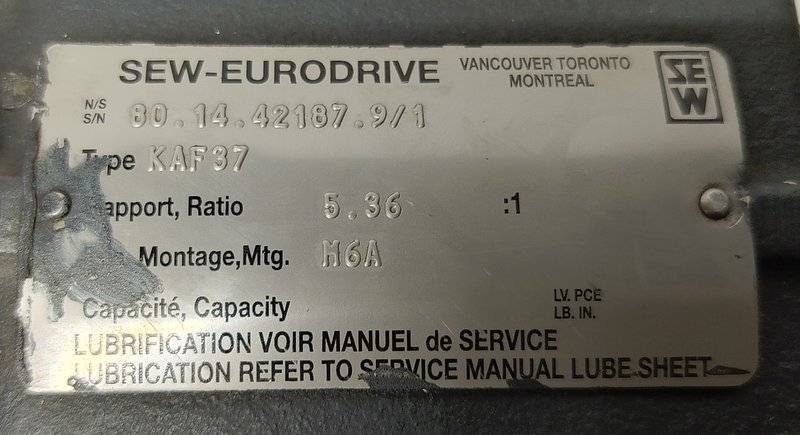 SEW-EURODRIVE
VANCOUVER TORONTO
MONTREAL
SEW
N/S
S/N 80.14.42187.9/1
Type KAF37
Rapport, Ratio 5.36 :1
Montage,Mtg. M6A
Capacité, Capacity LV. PCE
LB. IN.
LUBRIFICATION VOIR MANUEL de SERVICE
LUBRICATION REFER TO SERVICE MANUAL LUBE SHEET